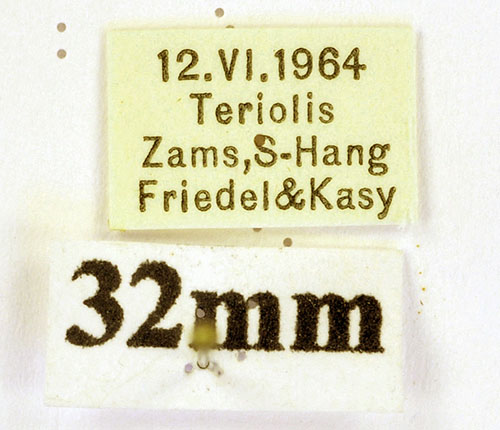 12.VI.1964
Teriolis
Zams,S-Hang
Friedel&Kasy
32mm